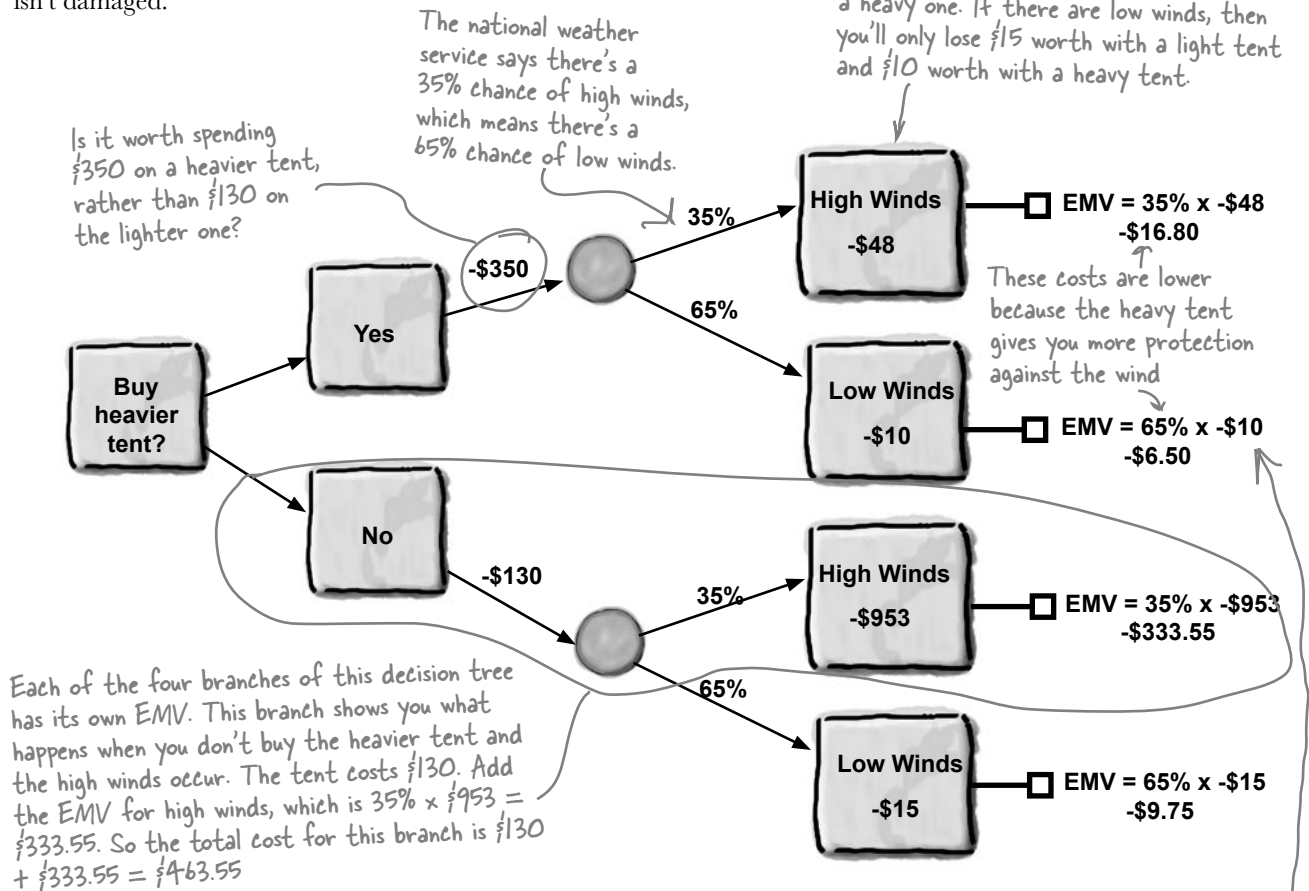 isn't damaged.
a heavy one. If there are low winds, then
you'll only lose $15 worth with a light tent
and $10 worth with a heavy tent.
The national weather
service says there's a
35% chance of high winds,
which means there's a
65% chance of low winds.
Is it worth spending
$350 on a heavier tent,
rather than $130 on
the lighter one?
35%
High Winds
-$48
EMV = 35% x -$48
-$16.80
-$350
These costs are lower
because the heavy tent
gives you more protection
against the wind
65%
Yes
Low Winds
-$10
EMV = 65% x -$10
-$6.50
Buy
heavier
tent?
No
-$130
35%
High Winds
-$953
EMV = 35% x -$953
-$333.55
65%
Low Winds
-$15
EMV = 65% x -$15
-$9.75
Each of the four branches of this decision tree
has its own EMV. This branch shows you what
happens when you don't buy the heavier tent and
the high winds occur. The tent costs $130. Add
the EMV for high winds, which is 35% x $953 =
$333.55. So the total cost for this branch is $130
+ $333.55 = $463.55